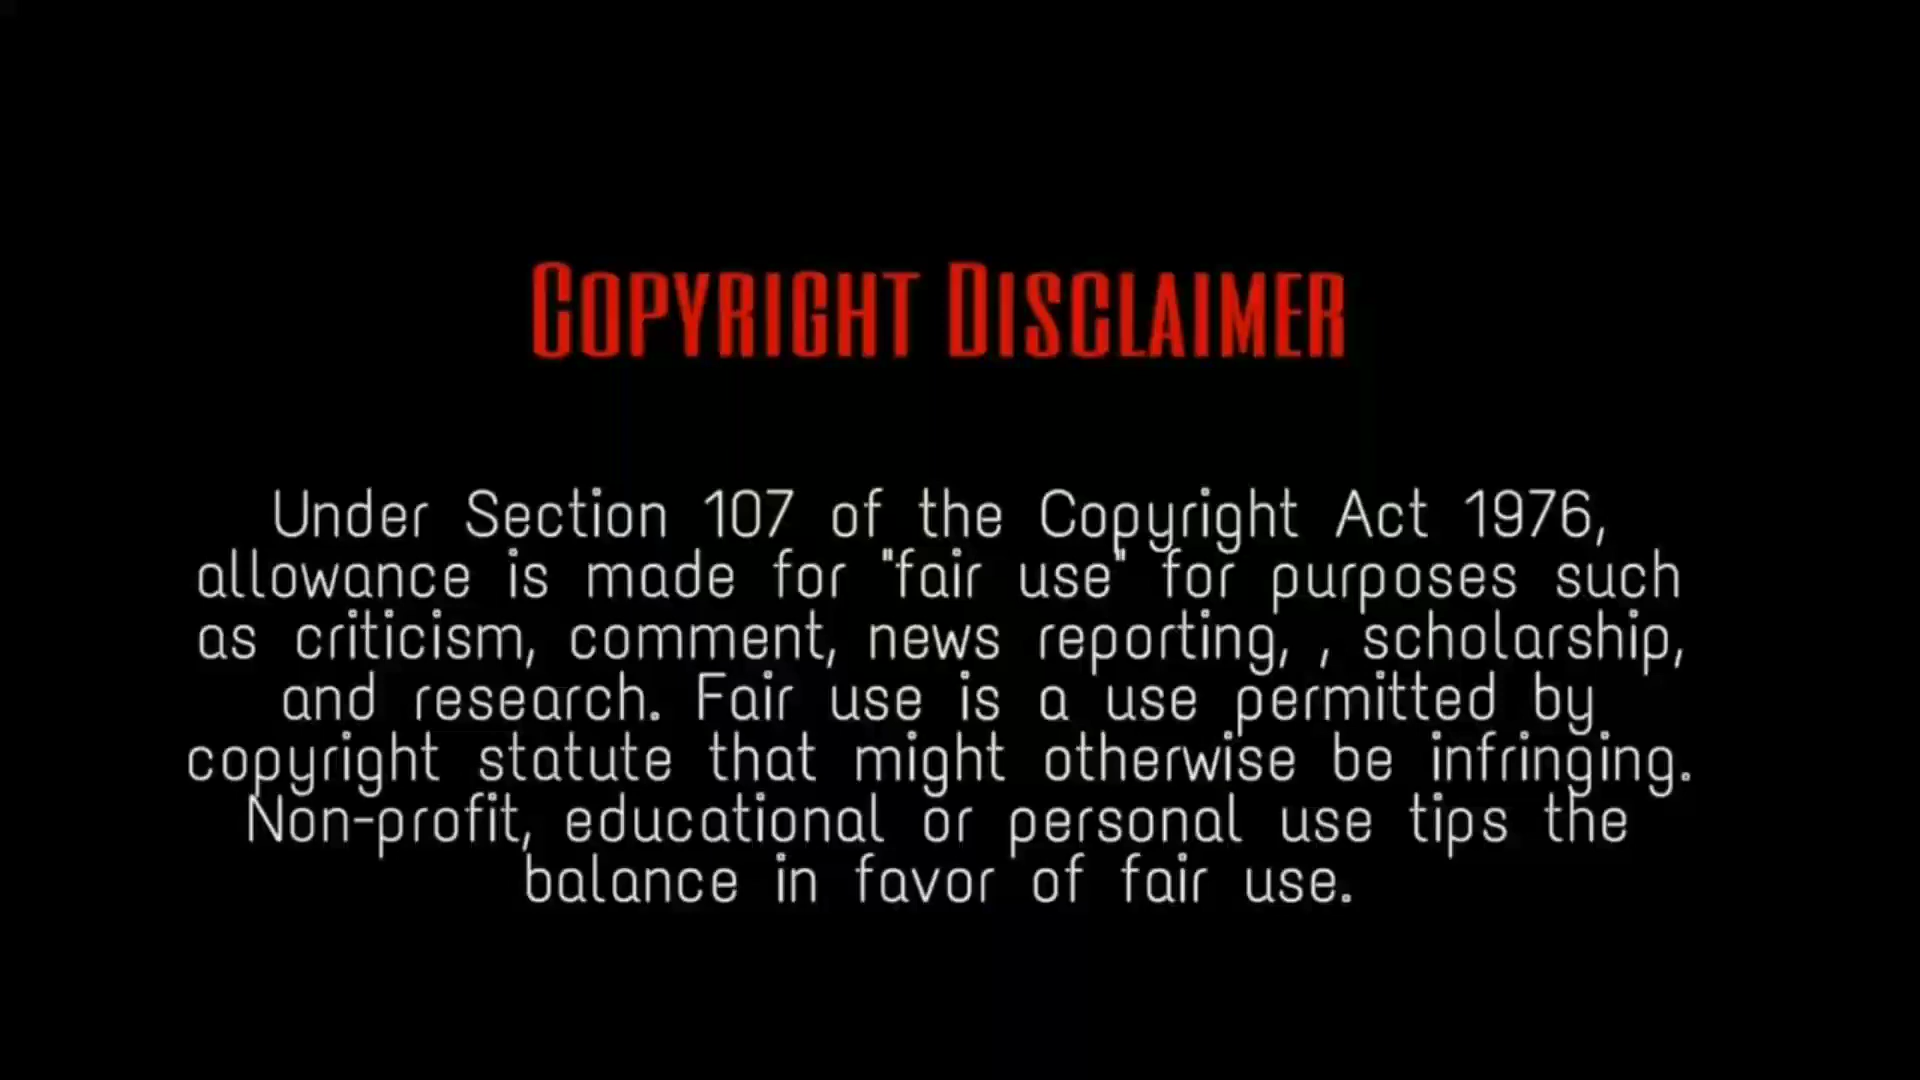 Copyright Disclaimer
Under Section 107 of the Copyright Act 1976,
allowance is made for "fair use" for purposes such
as criticism, comment, news reporting, , scholarship,
and research. Fair use is a use permitted by
copyright statute that might otherwise be infringing.
Non-profit, educational or personal use tips the
balance in favor of fair use.